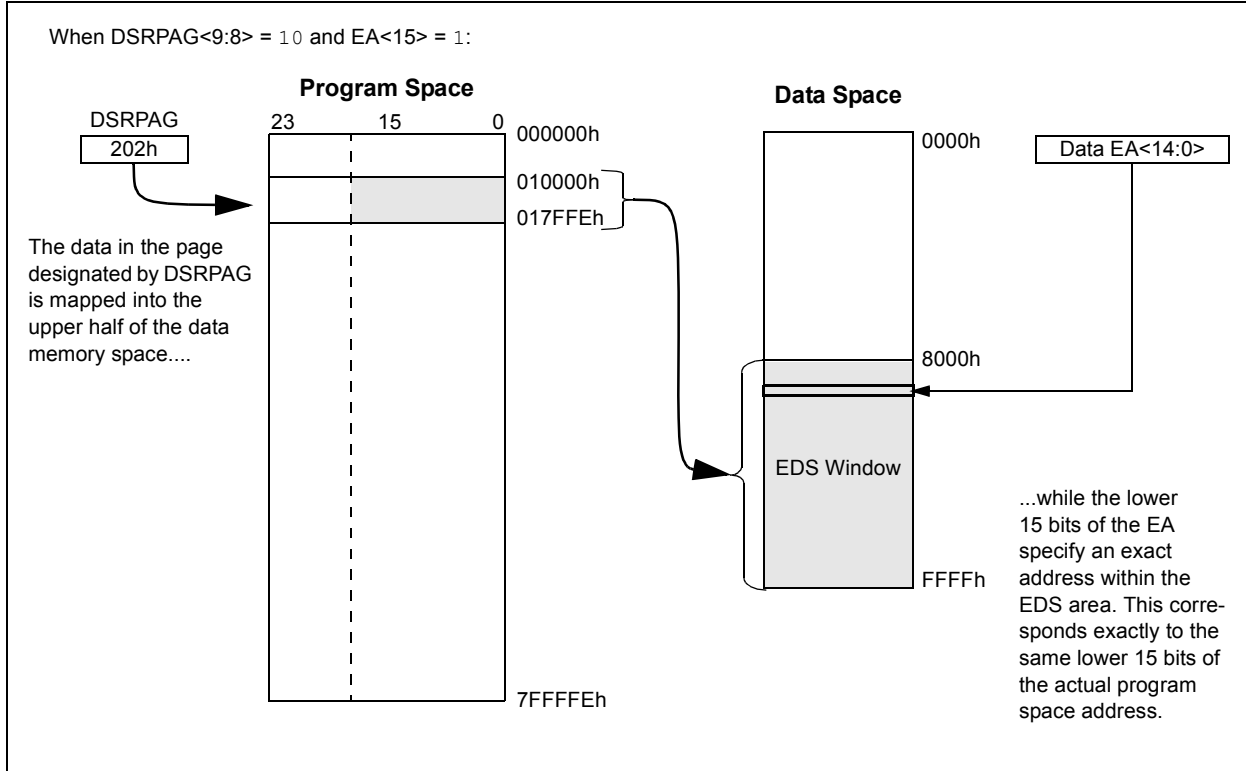 When DSRPAG<9:8> = 10 and EA<15> = 1:
Program Space
Data Space
DSRPAG
202h
23 15 0
000000h
010000h
017FFEh
7FFFFEh
The data in the page
designated by DSRPAG
is mapped into the
upper half of the data
memory space....
0000h
8000h
EDS Window
FFFFh
Data EA<14:0>
...while the lower
15 bits of the EA
specify an exact
address within the
EDS area. This corre-
sponds exactly to the
same lower 15 bits of
the actual program
space address.